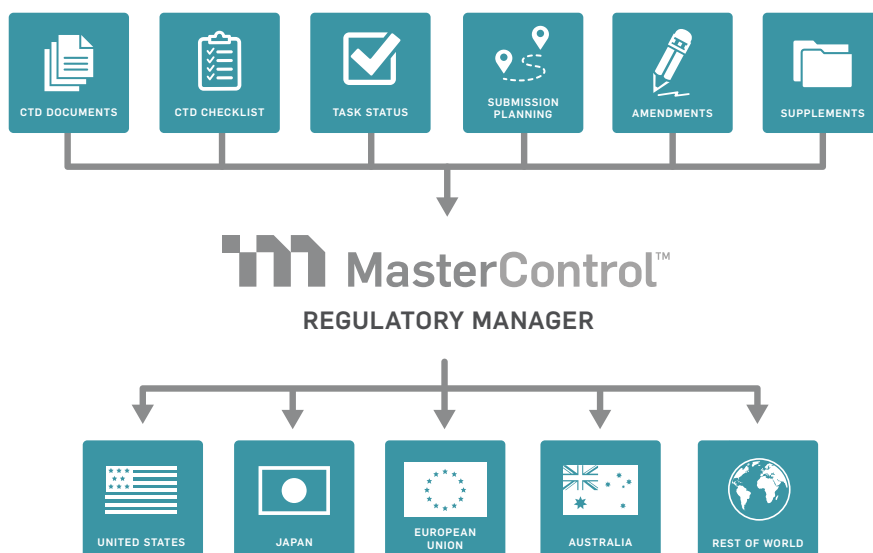 CTD DOCUMENTS
CTD CHECKLIST
TASK STATUS
SUBMISSION
PLANNING
AMENDMENTS
SUPPLEMENTS
MasterControl™
REGULATORY MANAGER
UNITED STATES
JAPAN
EUROPEAN
UNION
AUSTRALIA
REST OF WORLD